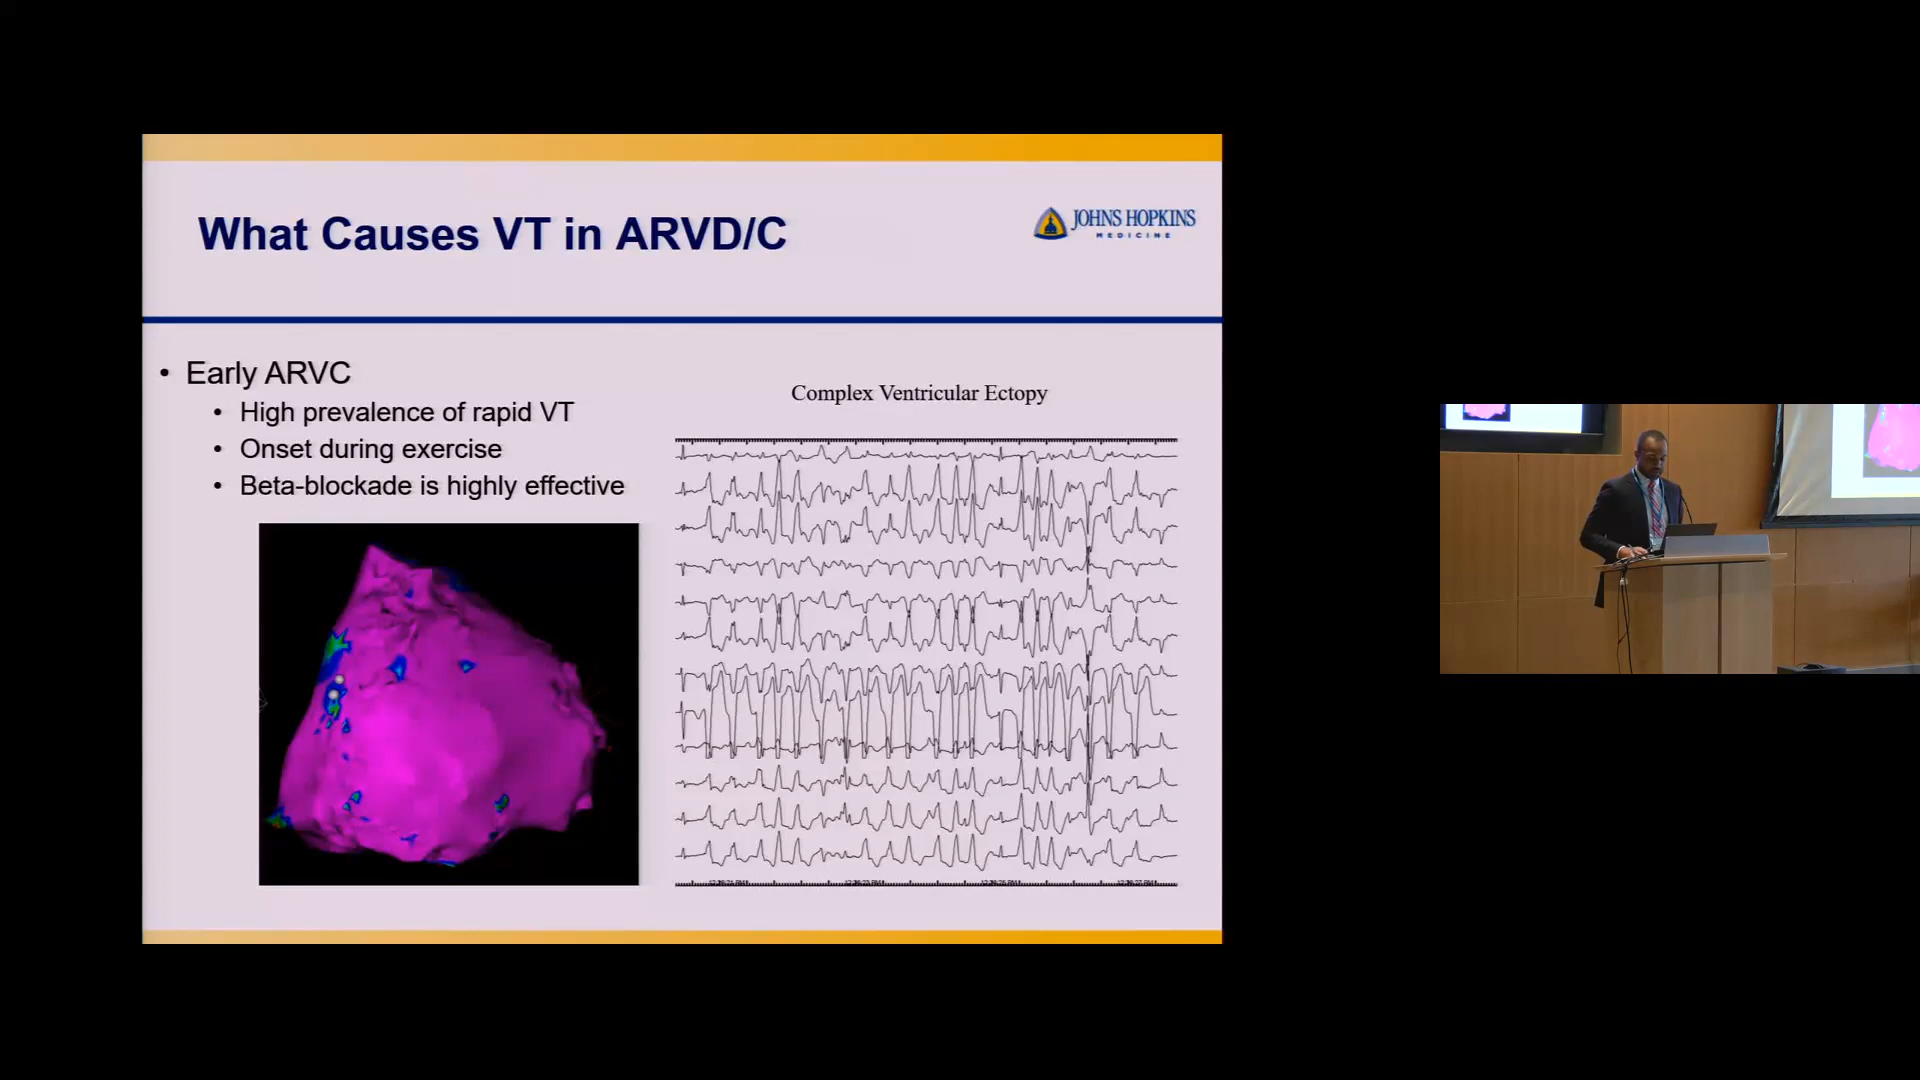 What Causes VT in ARVD/C
JOHNS HOPKINS
MEDICINE
• Early ARVC
• High prevalence of rapid VT
• Onset during exercise
• Beta-blockade is highly effective
Complex Ventricular Ectopy